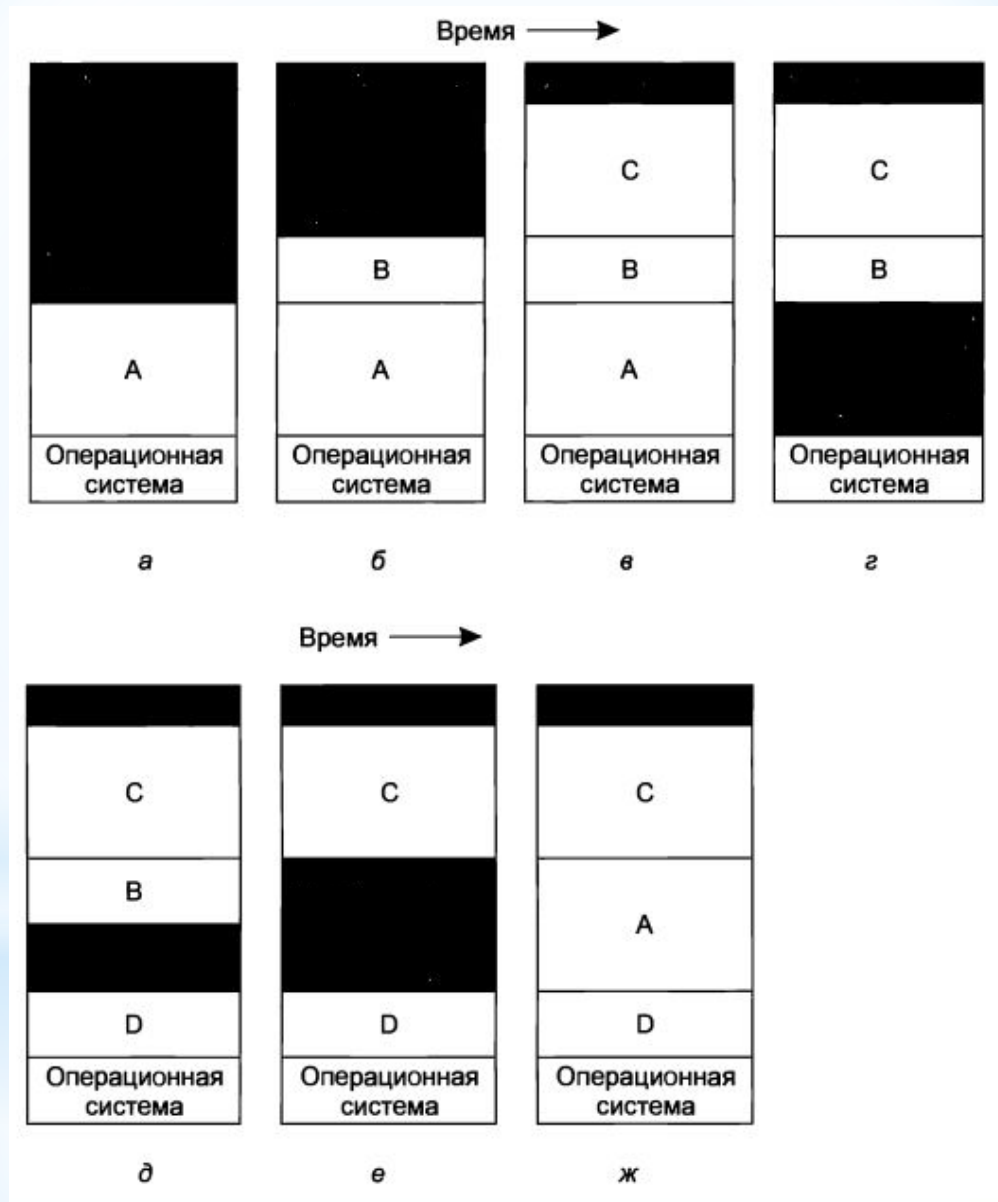 Время
C
C
B
B
B
A
A
A
Операционная
система
Операционная
система
Операционная
система
Операционная
система
а
б
в
г
Время
C
C
C
B
A
D
D
D
Операционная
система
Операционная
система
Операционная
система
д
е
ж